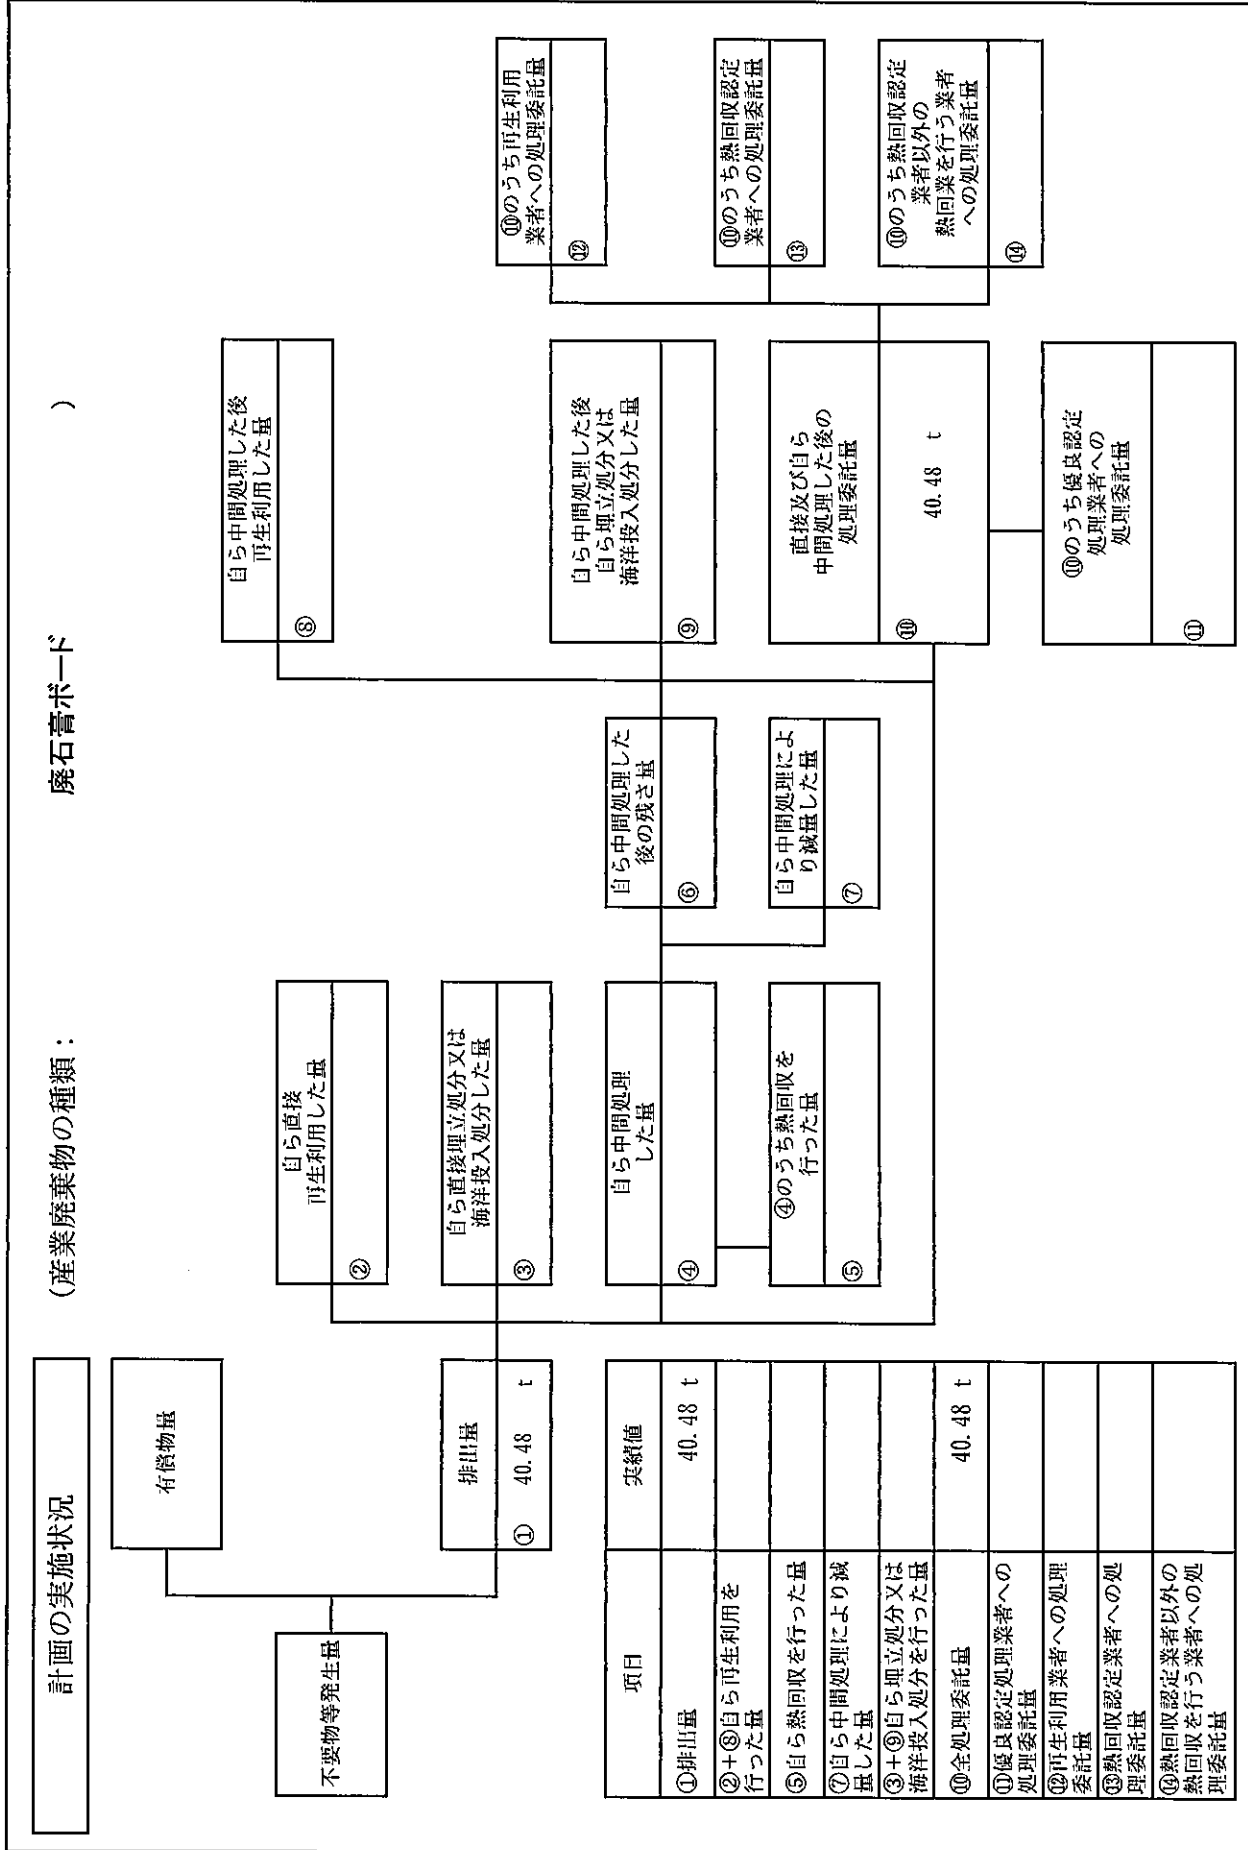 計画の実施状況
(産業廃棄物の種類: 廃石膏ボード )
有償物量
不要物等発生量
排出量
① 40.48 t
自ら直接
再生利用した量
②
自ら直接埋立処分又は
海洋投入処分した量
③
自ら中間処理
した量
④
④のうち熱回収を
行った量
⑤
自ら中間処理した
後の残さ量
⑥
自ら中間処理によ
り減量した量
⑦
自ら中間処理した後
再生利用した量
⑧
自ら中間処理した後
自ら埋立処分又は
海洋投入処分した量
⑨
直接及び自ら
中間処理した後の
処理委託量
⑩ 40.48 t
⑩のうち優良認定
処理業者への
処理委託量
⑪
⑩のうち再生利用
業者への処理委託量
⑫
⑩のうち熱回収認定
業者への処理委託量
⑬
⑩のうち熱回収認定
業者以外の
熱回業を行う業者
への処理委託量
⑭
項目 実績値
①排出量 40.48 t
②+⑧自ら再生利用を
行った量
⑤自ら熱回収を行った量
⑦自ら中間処理により減
量した量
③+⑨自ら埋立処分又は
海洋投入処分を行った量
⑩全処理委託量 40.48 t
⑪優良認定処理業者への
処理委託量
⑫再生利用業者への処理
委託量
⑬熱回収認定業者への処
理委託量
⑭熱回収認定業者以外の
熱回収を行う業者への処
理委託量